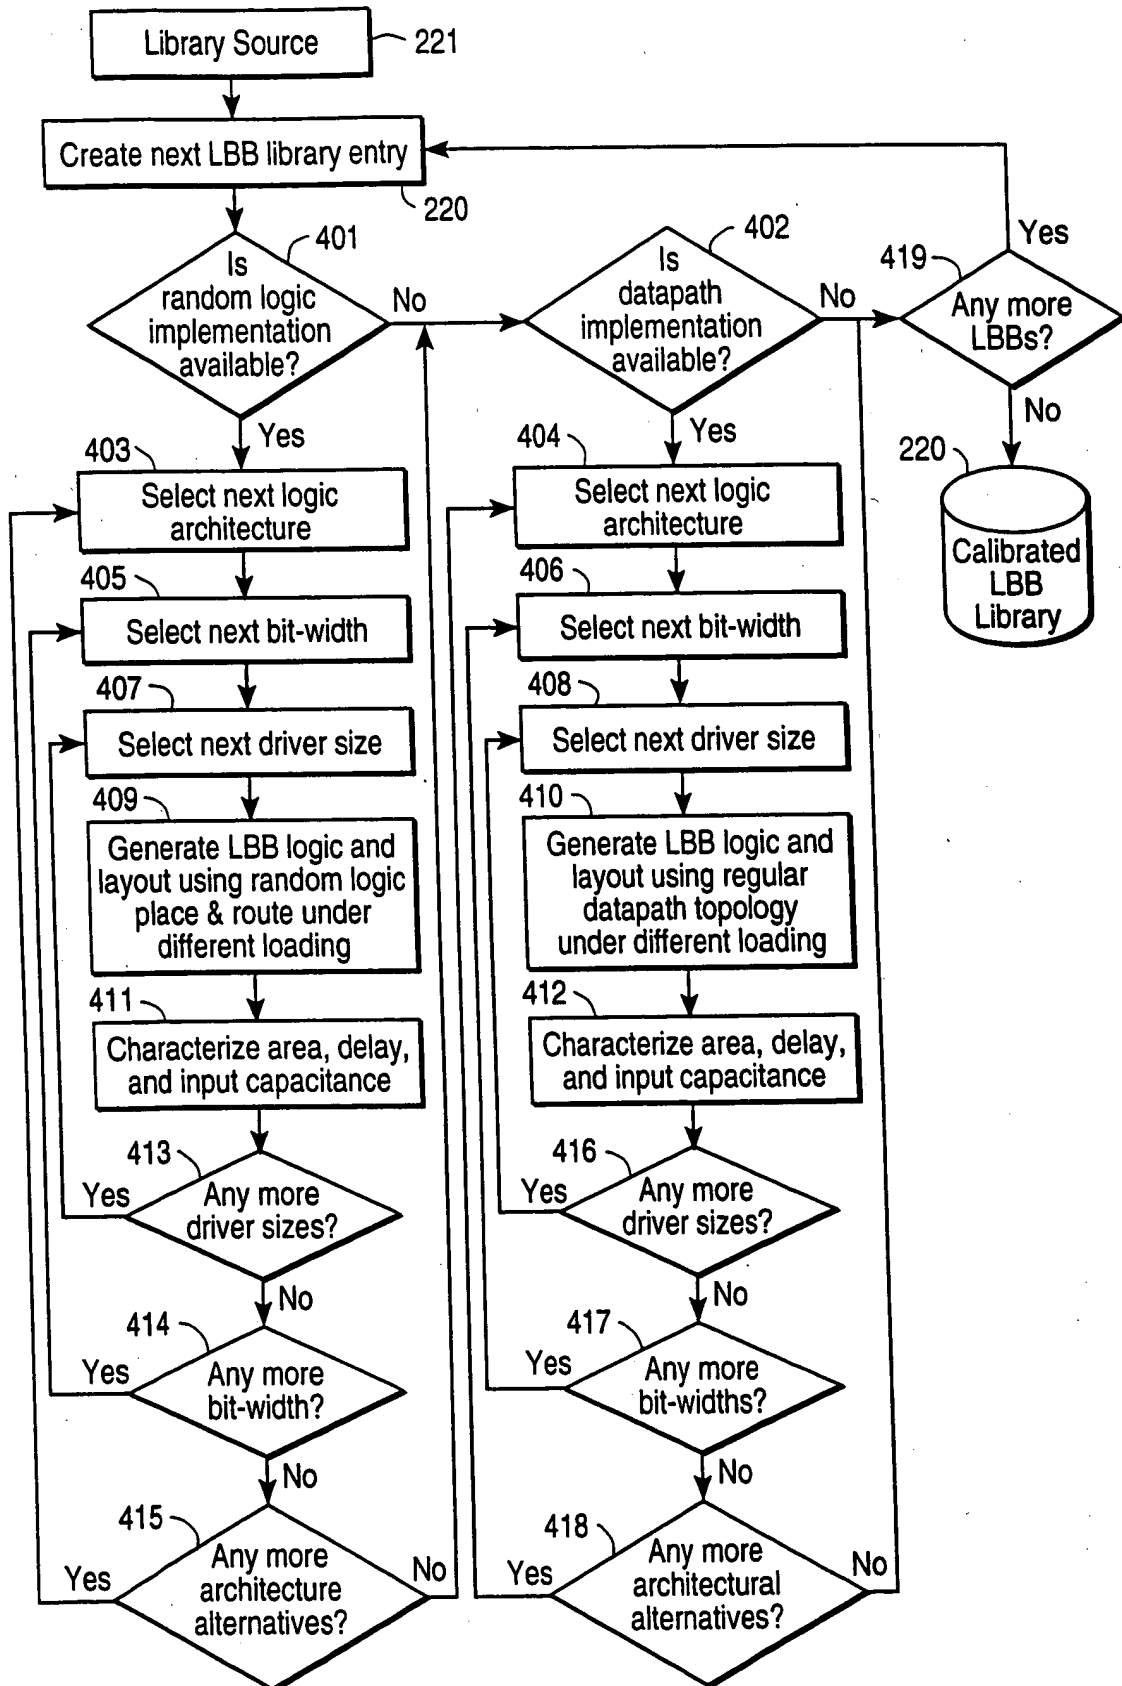 Library Source
221
Create next LBB library entry
220
401
Is
random logic
implementation
available?
No
Yes
402
Is
datapath
implementation
available?
No
Yes
419
Any more
LBBs?
Yes
No
220
Calibrated
LBB
Library
403
Select next logic
architecture
405
Select next bit-width
407
Select next driver size
409
Generate LBB logic and
layout using random logic
place & route under
different loading
411
Characterize area, delay,
and input capacitance
413
Any more
driver sizes?
Yes
No
414
Any more
bit-width?
Yes
No
415
Any more
architecture
alternatives?
Yes
No
404
Select next logic
architecture
406
Select next bit-width
408
Select next driver size
410
Generate LBB logic and
layout using regular
datapath topology
under different loading
412
Characterize area, delay,
and input capacitance
416
Any more
driver sizes?
Yes
No
417
Any more
bit-widths?
Yes
No
418
Any more
architectural
alternatives?
Yes
No